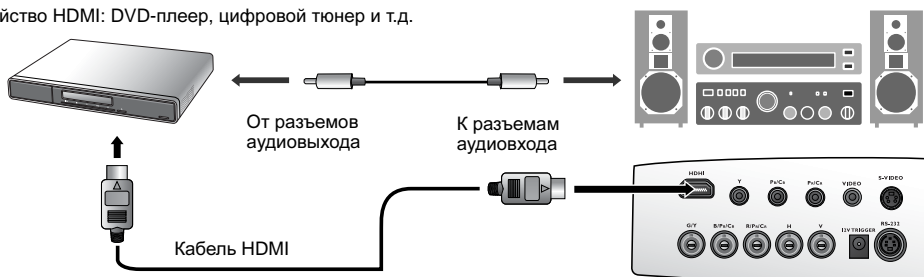 йство HDMI: DVD-плеер, цифровой тюнер и т.д.
От разъемов
аудиовыхода
К разъемам
аудиовхода
Кабель HDMI
HDMI
Y
PB/CB
PR/CR
VIDEO
S-VIDEO
G/Y
B/PB/CB
R/PR/CR
H
V
12V TRIGGER
RS-232